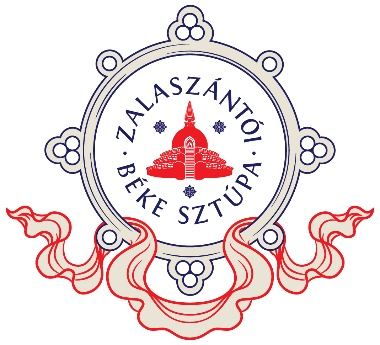 ZALASZÁNTÓI
· BÉKE SZTÚPA ·